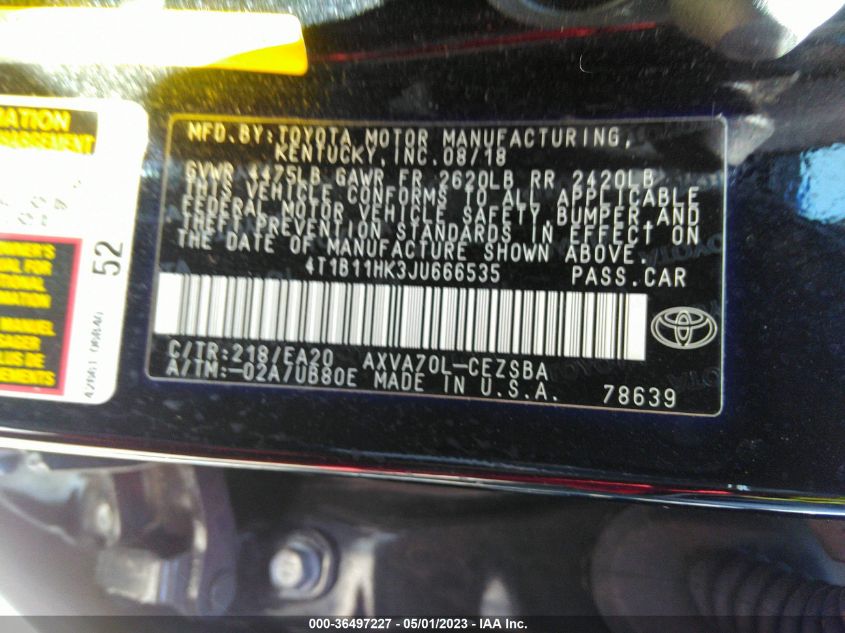 MFD.BY:TOYOTA MOTOR MANUFACTURING,
KENTUCKY,INC.08/18
GVWR 4475LB GAWR FR 2620LB RR 2420LB
THIS VEHICLE CONFORMS TO ALL APPLICABLE
FEDERAL MOTOR VEHICLE SAFETY,BUMPER,AND
THEFT PREVENTION STANDARDS IN EFFECT ON
THE DATE OF MANUFACTURE SHOWN ABOVE.
4T1B11HK3JU666535 PASS.CAR
C/TR:218/EA20 AXVA70L-CEZSBA
A/TM:-02A/UB80E MADE IN U.S.A. 78639
52
MANUEL
PLUS DE
000-36497227 - 05/01/2023 - IAA Inc.